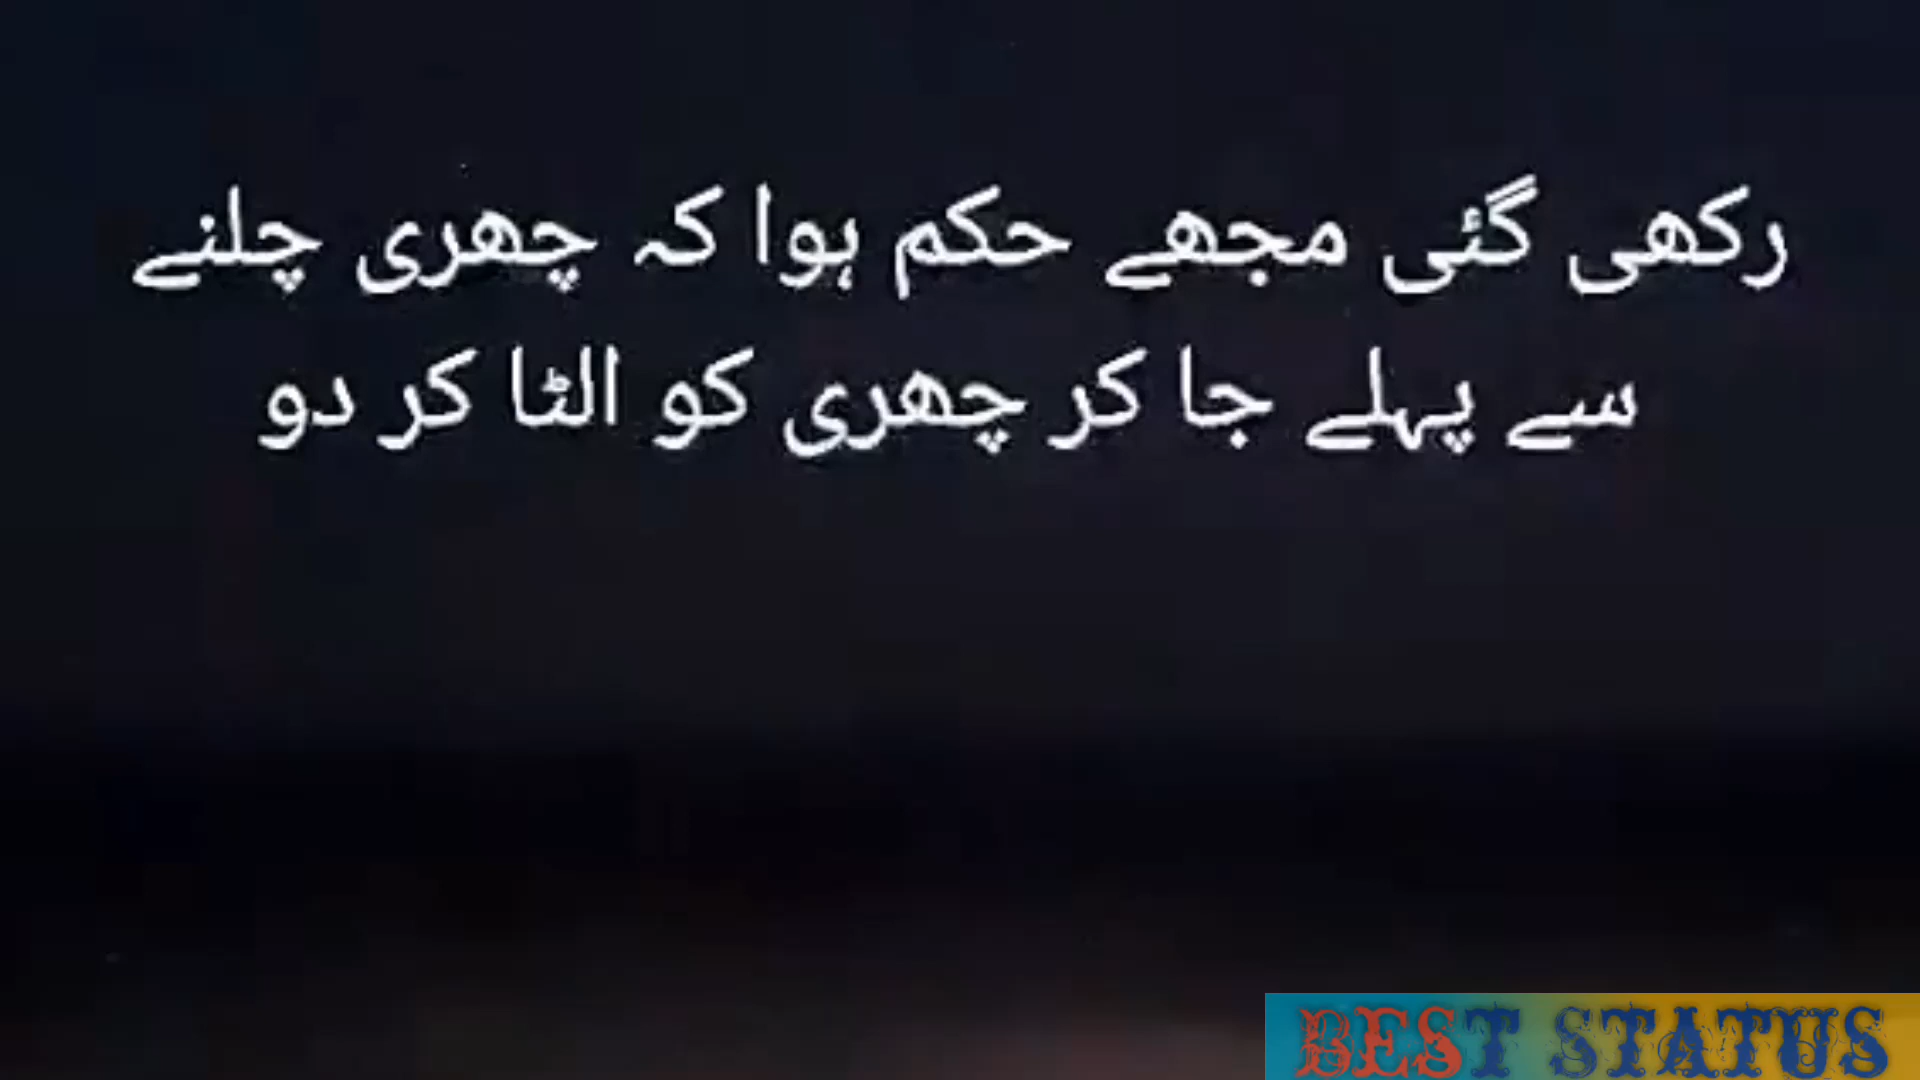 رکھی گئی مجھے حکم ہوا کہ چھری چلنے
سے پہلے جا کر چھری کو الٹا کر دو
BEST STATUS